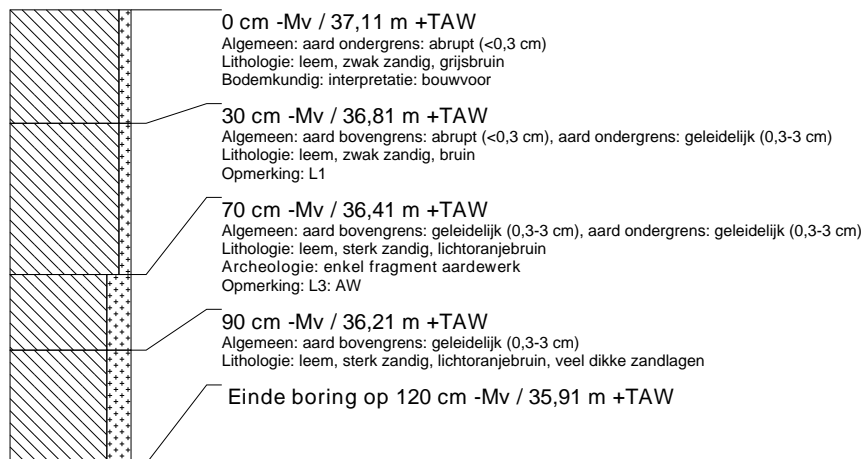 0 cm -Mv / 37,11 m +TAW
Algemeen: aard ondergrens: abrupt (<0,3 cm)
Lithologie: leem, zwak zandig, grijsbruin
Bodemkundig: interpretatie: bouwvoor
30 cm -Mv / 36,81 m +TAW
Algemeen: aard bovengrens: abrupt (<0,3 cm), aard ondergrens: geleidelijk (0,3-3 cm)
Lithologie: leem, zwak zandig, bruin
Opmerking: L1
70 cm -Mv / 36,41 m +TAW
Algemeen: aard bovengrens: geleidelijk (0,3-3 cm), aard ondergrens: geleidelijk (0,3-3 cm)
Lithologie: leem, sterk zandig, lichtoranjebruin
Archeologie: enkel fragment aardewerk
Opmerking: L3: AW
90 cm -Mv / 36,21 m +TAW
Algemeen: aard bovengrens: geleidelijk (0,3-3 cm)
Lithologie: leem, sterk zandig, lichtoranjebruin, veel dikke zandlagen
Einde boring op 120 cm -Mv / 35,91 m +TAW